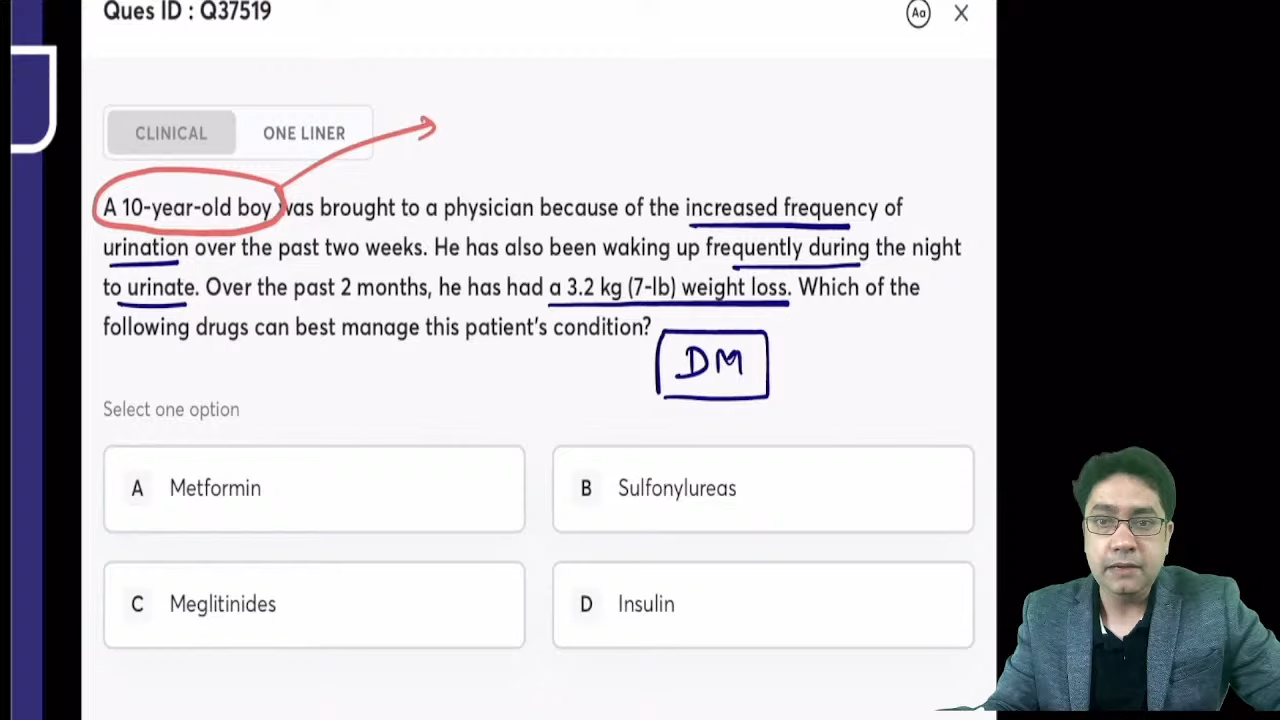 Ques ID : Q37519
Aa
CLINICAL
ONE LINER
A 10-year-old boy was brought to a physician because of the increased frequency of
urination over the past two weeks. He has also been waking up frequently during the night
to urinate. Over the past 2 months, he has had a 3.2 kg (7-lb) weight loss. Which of the
following drugs can best manage this patient's condition?
DM
Select one option
A Metformin
B Sulfonylureas
C Meglitinides
D Insulin